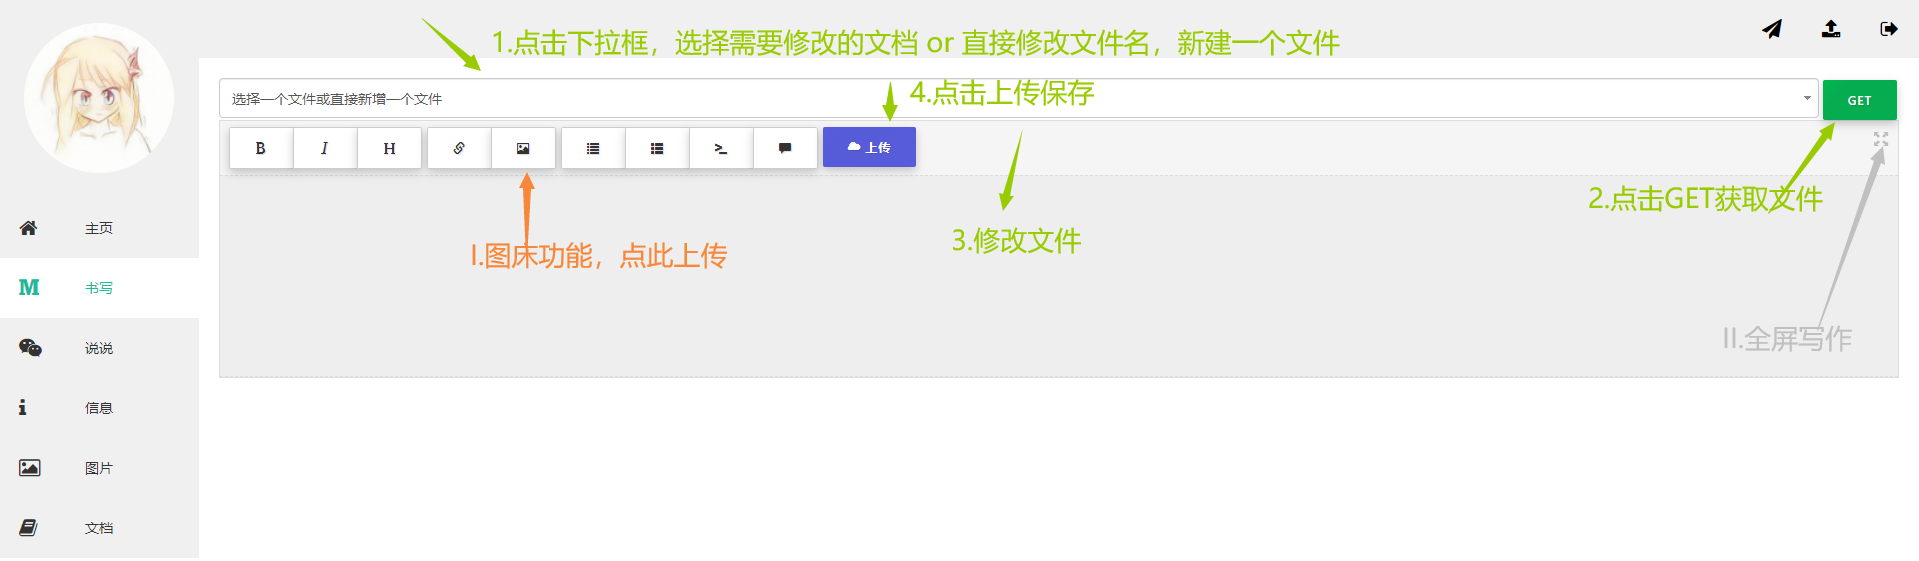 1.点击下拉框，选择需要修改的文档 or 直接修改文件名，新建一个文件
选择一个文件或直接新增一个文件
4.点击上传保存
GET
B
I
H
上传
2.点击GET获取文件
I.图床功能，点此上传
3.修改文件
II.全屏写作
主页
M 书写
说说
信息
图片
文档